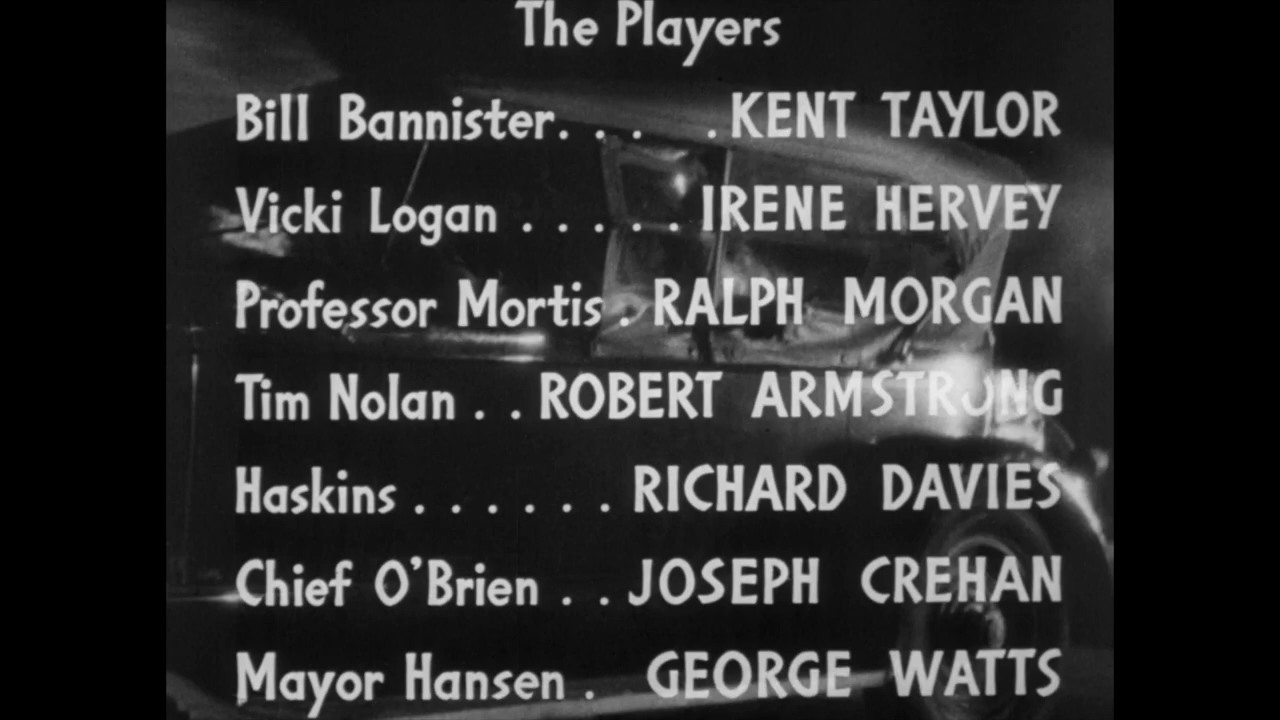 The Players
Bill Bannister. . . . KENT TAYLOR
Vicki Logan . . . . . IRENE HERVEY
Professor Mortis . RALPH MORGAN
Tim Nolan . . ROBERT ARMSTRONG
Haskins . . . . . . RICHARD DAVIES
Chief O'Brien . . JOSEPH CREHAN
Mayor Hansen . GEORGE WATTS